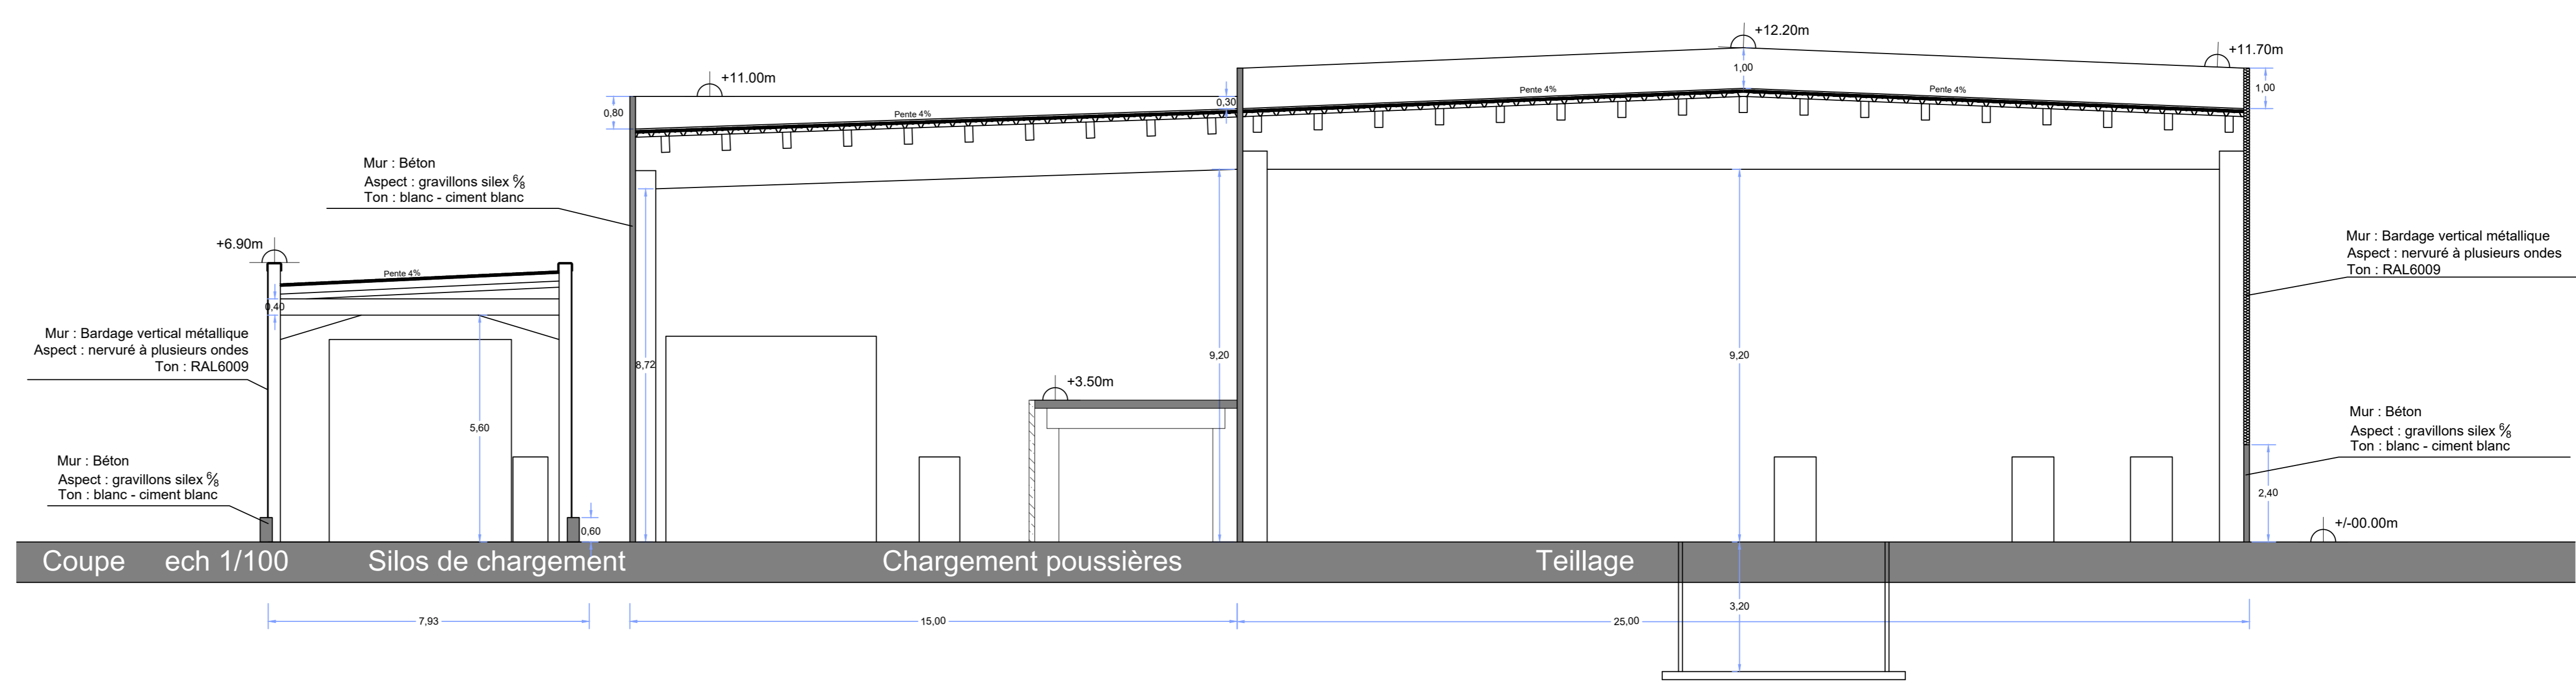 +12.20m
+11.70m
+11.00m
1,00
1,00
0,80
0,30
Pente 4%
Pente 4%
Pente 4%
Mur : Béton
Aspect : gravillons silex 6/8
Ton : blanc - ciment blanc
+6.90m
Pente 4%
0,40
Mur : Bardage vertical métallique
Aspect : nervuré à plusieurs ondes
Ton : RAL6009
Mur : Bardage vertical métallique
Aspect : nervuré à plusieurs ondes
Ton : RAL6009
8,72
9,20
9,20
+3.50m
5,60
Mur : Béton
Aspect : gravillons silex 6/8
Ton : blanc - ciment blanc
Mur : Béton
Aspect : gravillons silex 6/8
Ton : blanc - ciment blanc
2,40
0,60
+/-00.00m
Coupe ech 1/100 Silos de chargement Chargement poussières Teillage
3,20
7,93
15,00
25,00